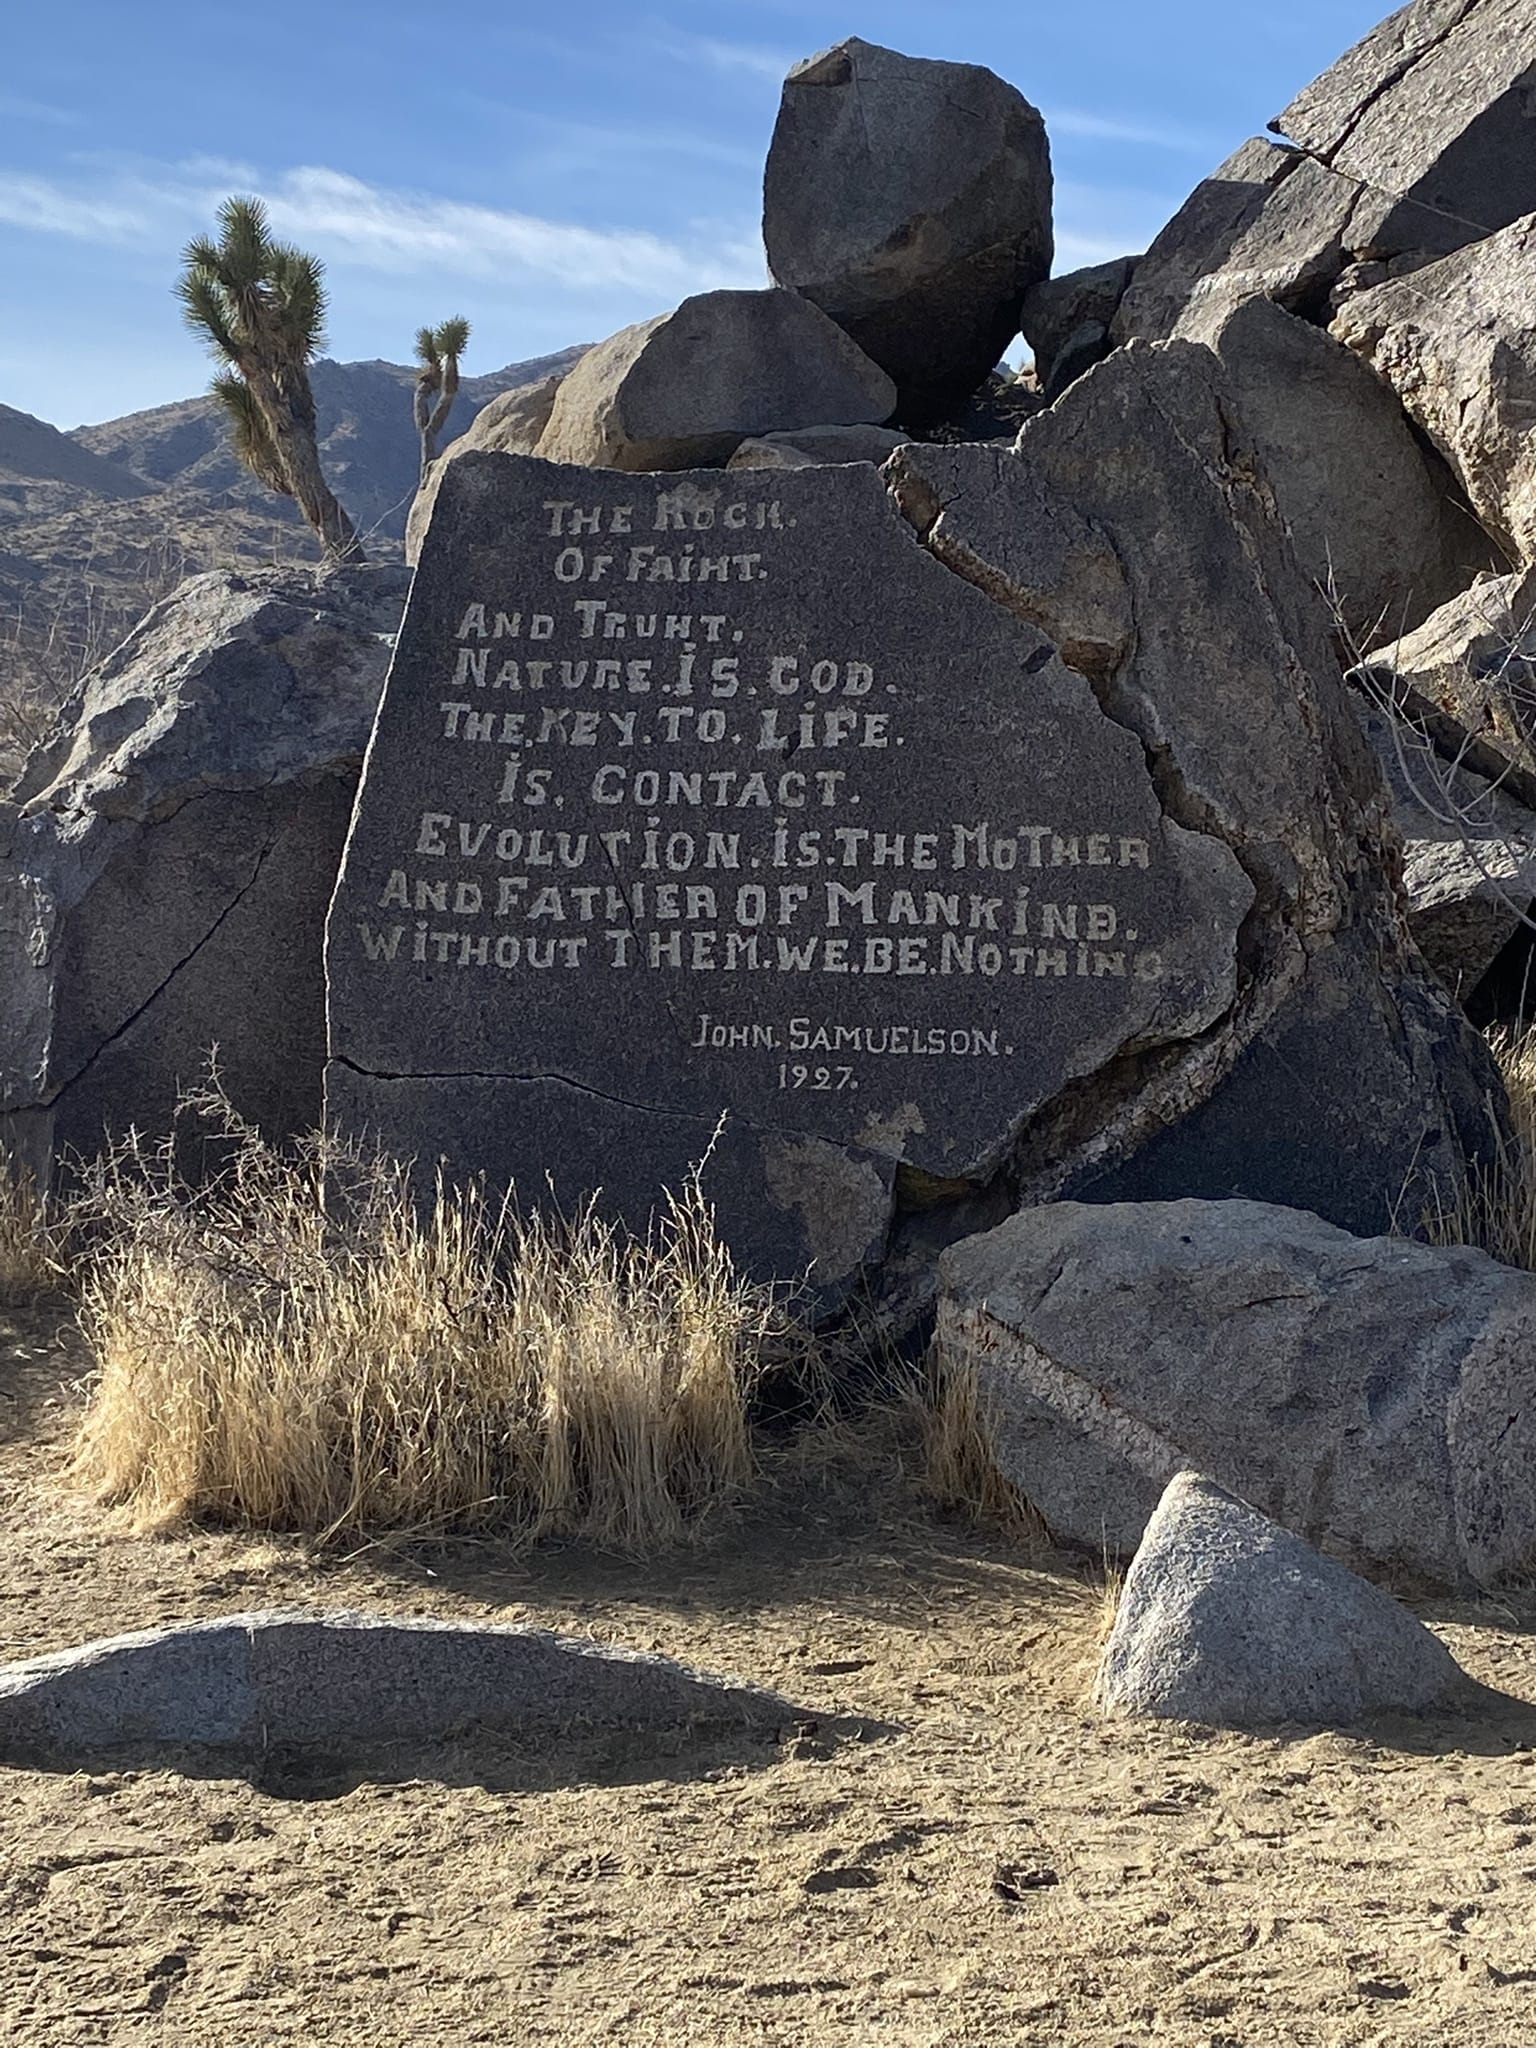 THE ROCK.
OF FAiHT.
AND TRUHT.
NATURE.iS.GOD.
THE.KEY.TO.LiFE.
iS. CONTACT.
EVOLUTiON.iS.THE MOTHER
AND FATHER OF MANKiND.
WiTHOUT THEM.WE.BE.NOTHiNG
JOHN.SAMUELSON.
1927.